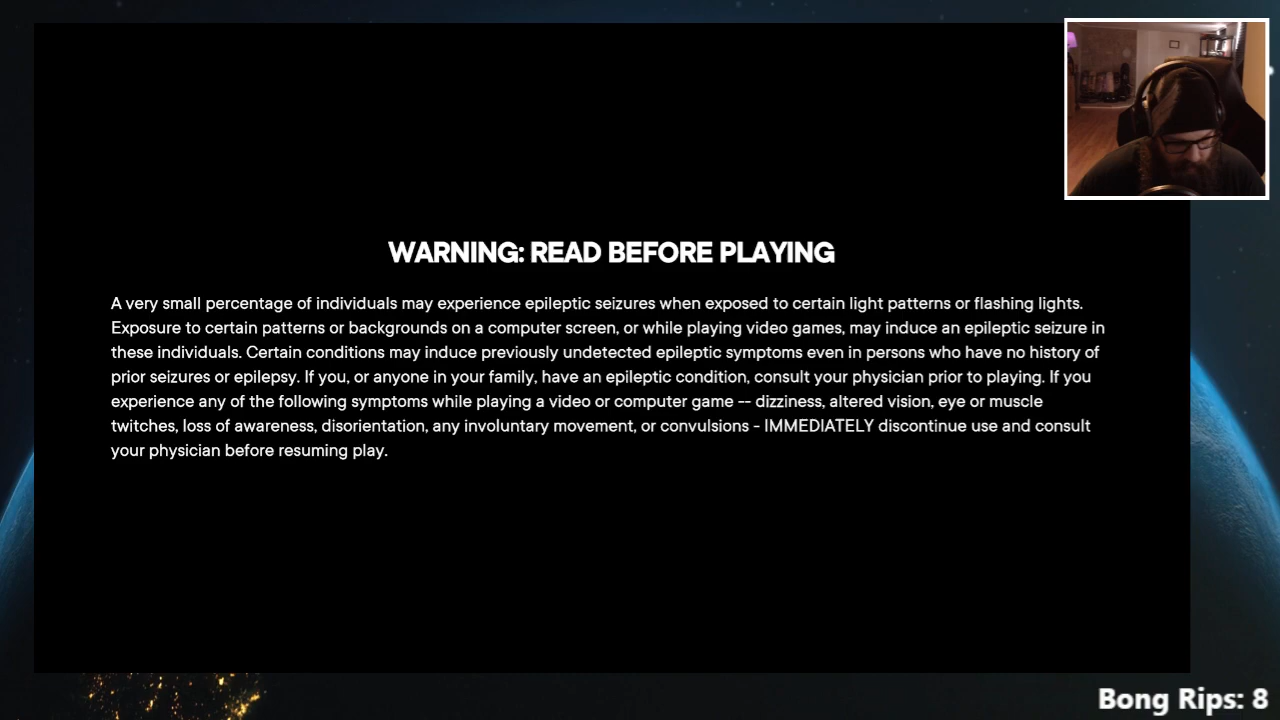 WARNING: READ BEFORE PLAYING
A very small percentage of individuals may experience epileptic seizures when exposed to certain light patterns or flashing lights.
Exposure to certain patterns or backgrounds on a computer screen, or while playing video games, may induce an epileptic seizure in
these individuals. Certain conditions may induce previously undetected epileptic symptoms even in persons who have no history of
prior seizures or epilepsy. If you, or anyone in your family, have an epileptic condition, consult your physician prior to playing. If you
experience any of the following symptoms while playing a video or computer game -- dizziness, altered vision, eye or muscle
twitches, loss of awareness, disorientation, any involuntary movement, or convulsions - IMMEDIATELY discontinue use and consult
your physician before resuming play.
Bong Rips: 8